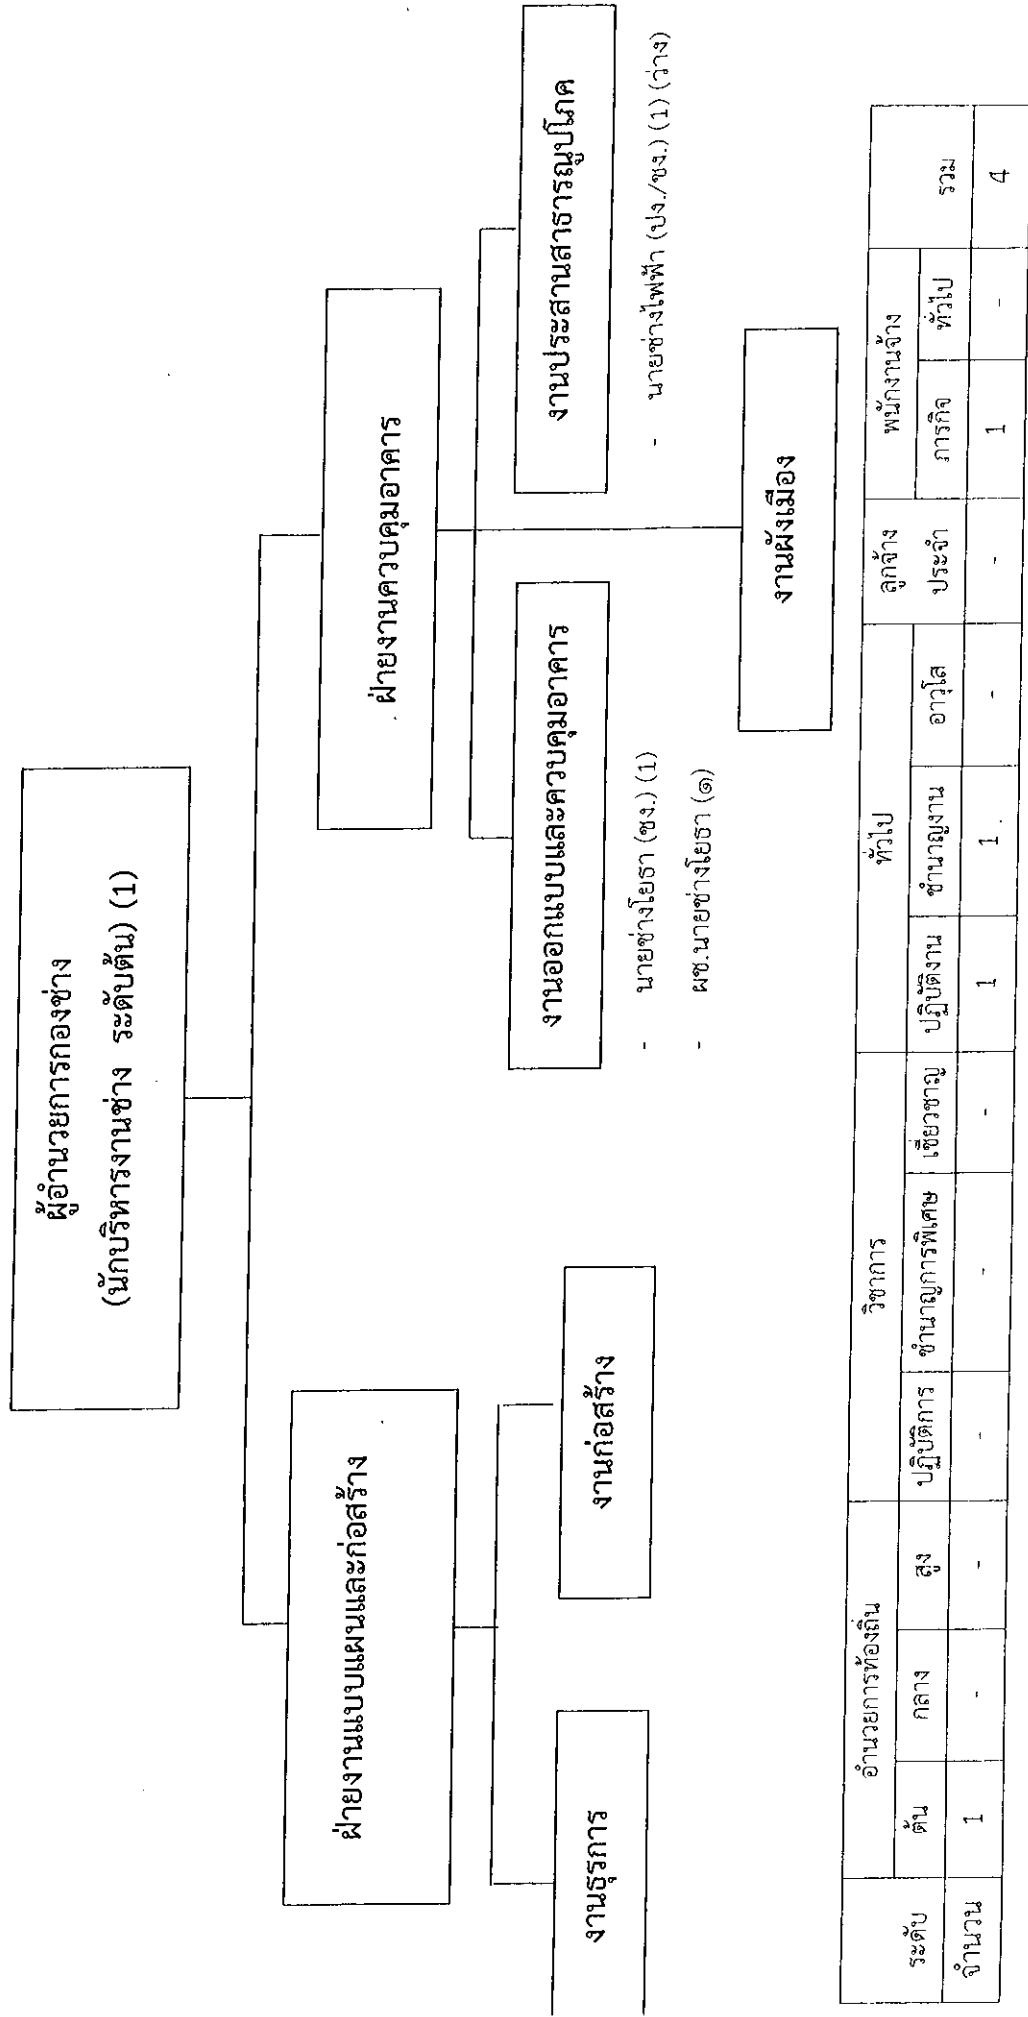 ผู้อำนวยการกองช่าง
(นักบริหารงานช่าง ระดับต้น) (1)
ฝ่ายงานแบบแผนและก่อสร้าง
ฝ่ายงานควบคุมอาคาร
งานธุรการ
งานก่อสร้าง
งานออกแบบและควบคุมอาคาร
งานประสานสาธารณูปโภค
- นายช่างโยธา (ชง.) (1)
- ผช.นายช่างโยธา (๑)
- นายช่างไฟฟ้า (ปง./ชง.) (1) (ว่าง)
งานผังเมือง
ระดับ อำนวยการท้องถิ่น วิชาการ ทั่วไป ลูกจ้างประจำ พนักงานจ้าง รวม
ต้น กลาง สูง ปฏิบัติการ ชำนาญการพิเศษ เชี่ยวชาญ ปฏิบัติงาน ชำนาญงาน อาวุโส ภารกิจ ทั่วไป
จำนวน 1 - - - - - 1 1 - - 1 - 4